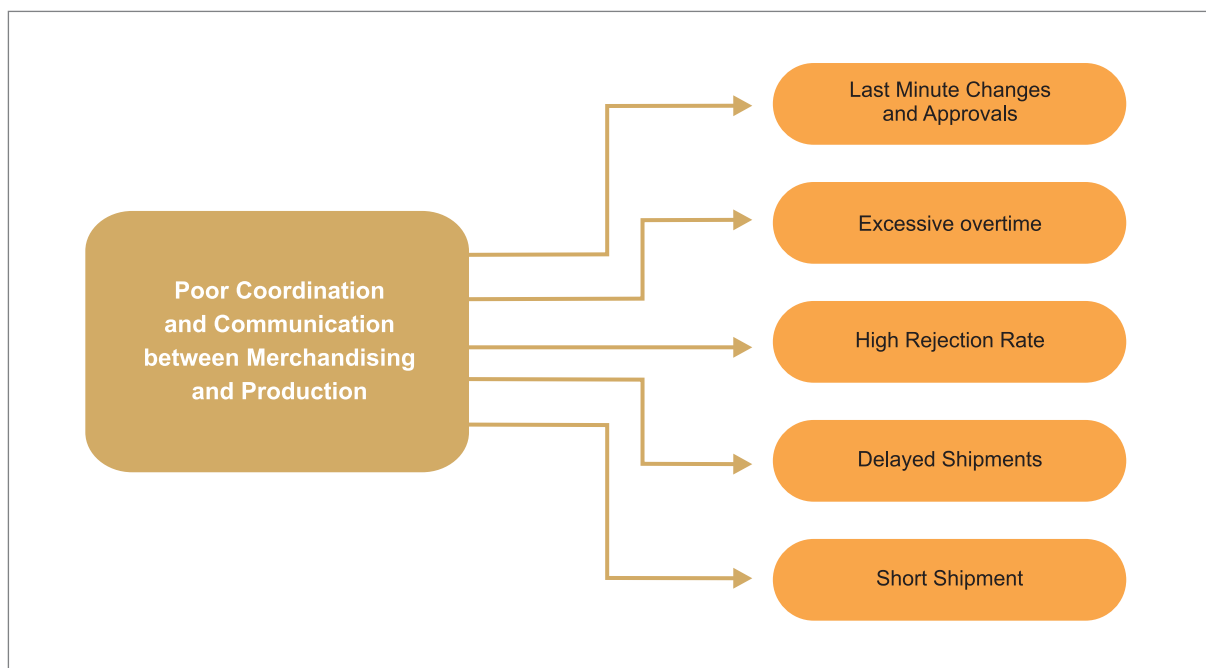 Poor Coordination
and Communication
between Merchandising
and Production
Last Minute Changes
and Approvals
Excessive overtime
High Rejection Rate
Delayed Shipments
Short Shipment